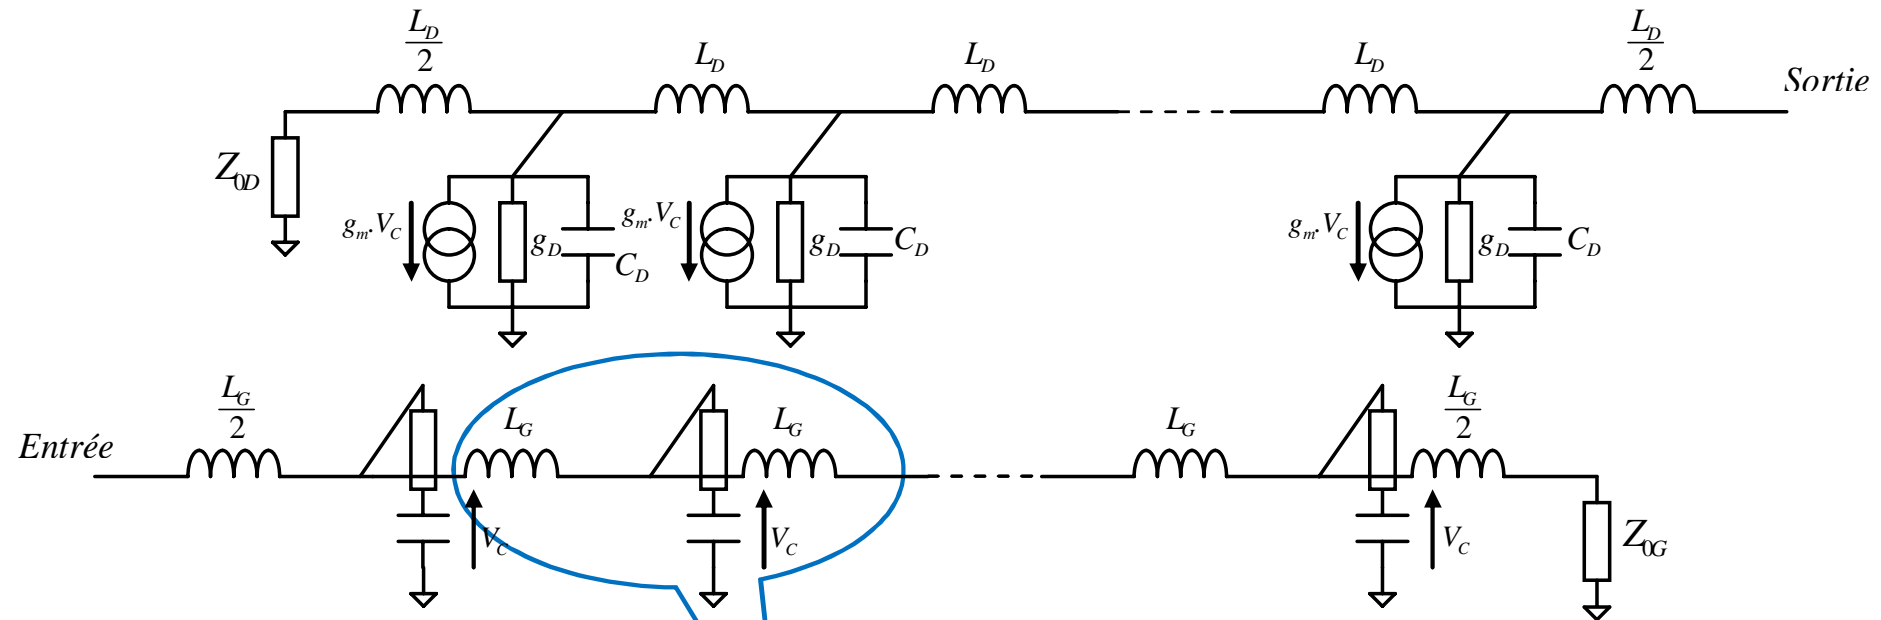 L_D/2 L_D L_D L_D L_D/2
Sortie
Z_0D
g_m.V_C g_D C_D g_m.V_C g_D C_D g_m.V_C g_D C_D
L_G/2 L_G L_G L_G L_G/2
Entrée
V_C V_C V_C Z_0G